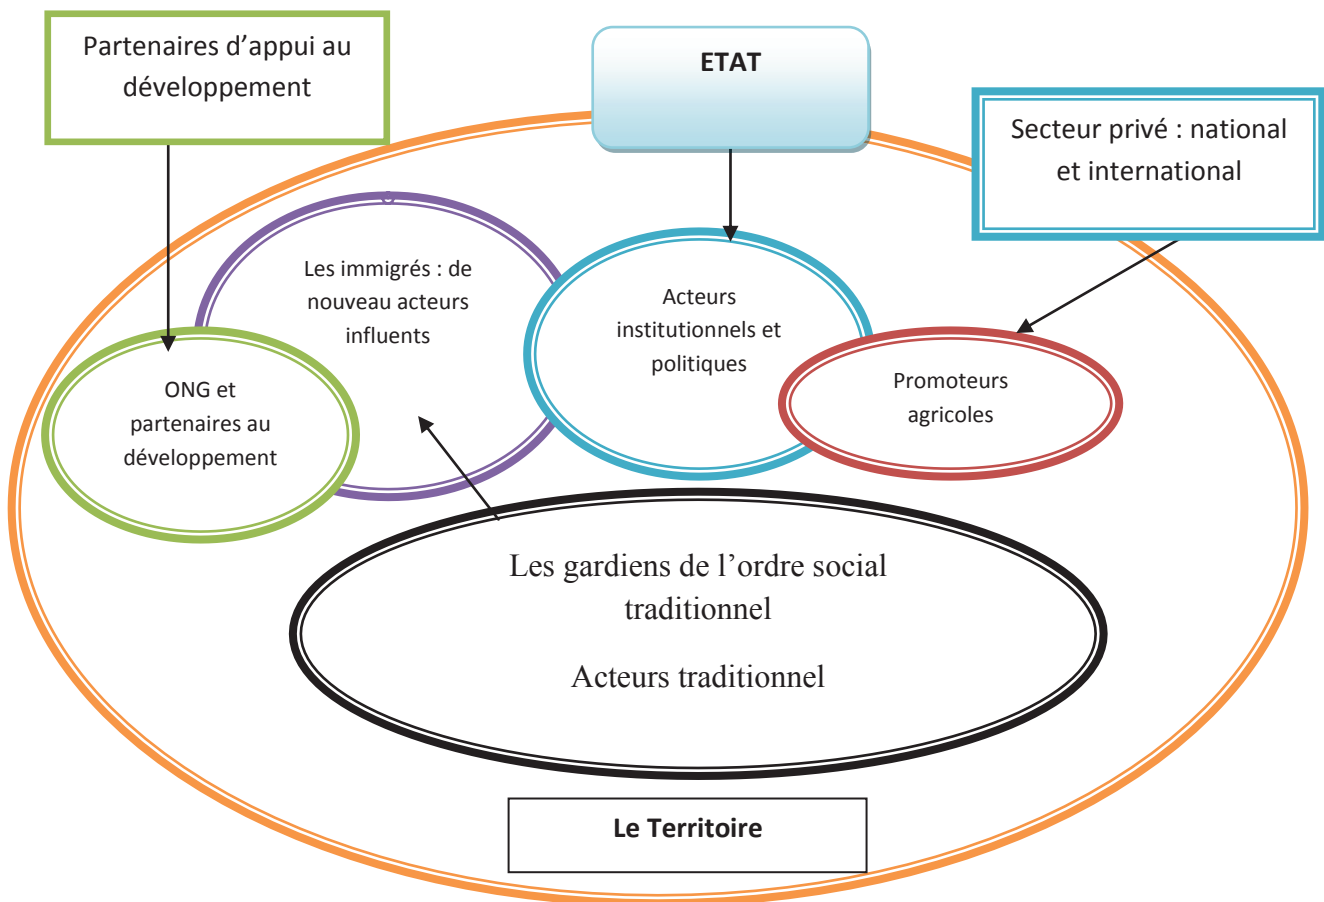 Partenaires d’appui au
développement
ETAT
Secteur privé : national
et international
Les immigrés : de
nouveau acteurs
influents
Acteurs
institutionnels et
politiques
Promoteurs
agricoles
ONG et
partenaires au
développement
Les gardiens de l’ordre social
traditionnel
Acteurs traditionnel
Le Territoire